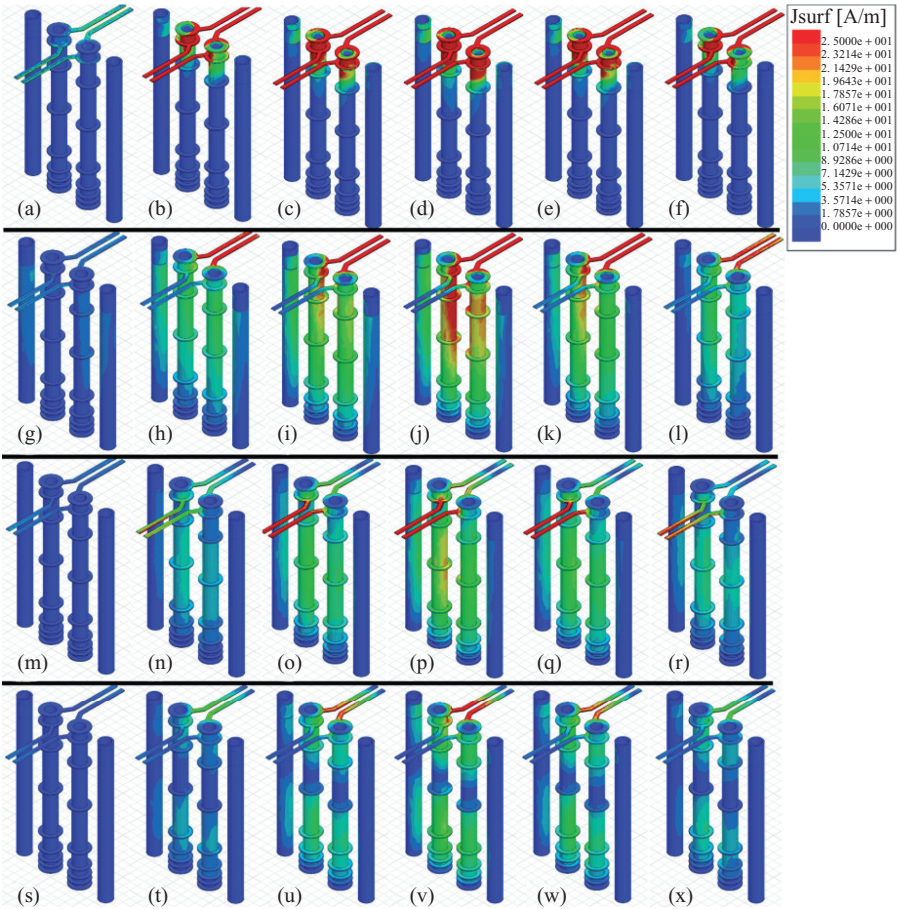 Jsurf [A/m]
2. 5000e + 001
2. 3214e + 001
2. 1429e + 001
1. 9643e + 001
1. 7857e + 001
1. 6071e + 001
1. 4286e + 001
1. 2500e + 001
1. 0714e + 001
8. 9286e + 000
7. 1429e + 000
5. 3571e + 000
3. 5714e + 000
1. 7857e + 000
0. 0000e + 000
(a) (b) (c) (d) (e) (f)
(g) (h) (i) (j) (k) (l)
(m) (n) (o) (p) (q) (r)
(s) (t) (u) (v) (w) (x)